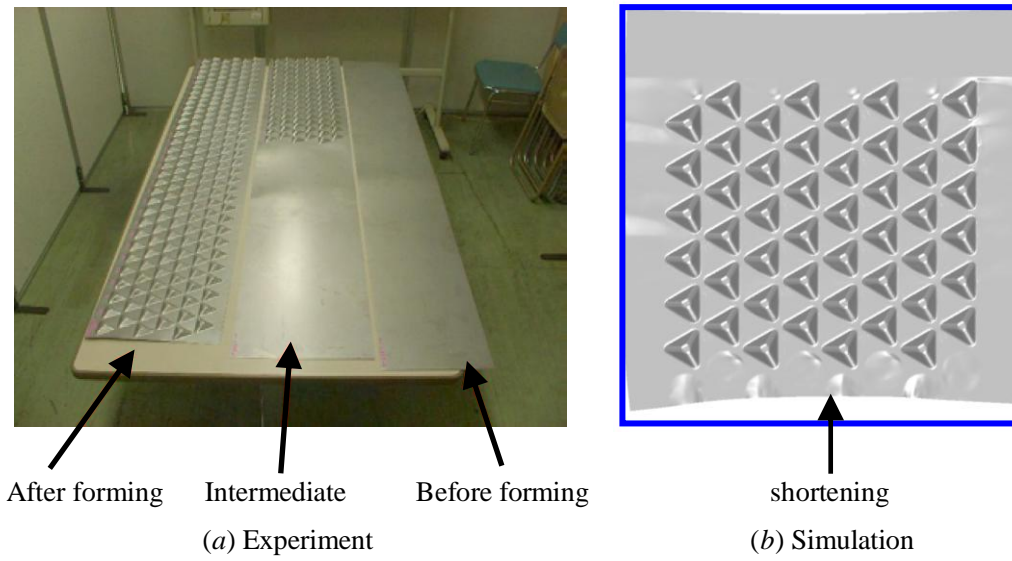 After forming
Intermediate
Before forming
shortening
(a) Experiment
(b) Simulation